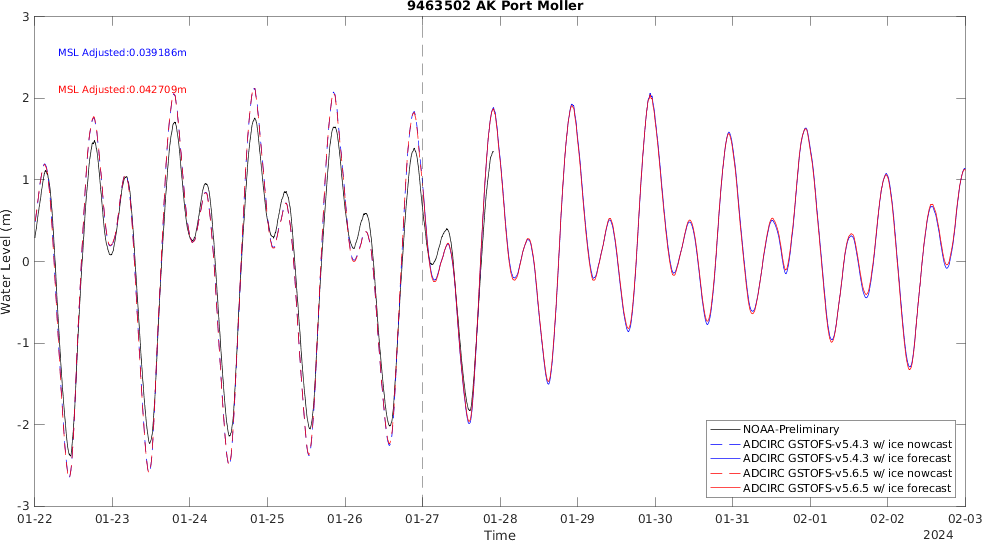 9463502 AK Port Moller
MSL Adjusted:0.039186m
MSL Adjusted:0.042709m
Water Level (m)
3
2
1
0
-1
-2
-3
NOAA-Preliminary
ADCIRC GSTOFS-v5.4.3 w/ ice nowcast
ADCIRC GSTOFS-v5.4.3 w/ ice forecast
ADCIRC GSTOFS-v5.6.5 w/ ice nowcast
ADCIRC GSTOFS-v5.6.5 w/ ice forecast
01-22 01-23 01-24 01-25 01-26 01-27 01-28 01-29 01-30 01-31 02-01 02-02 02-03
Time
2024